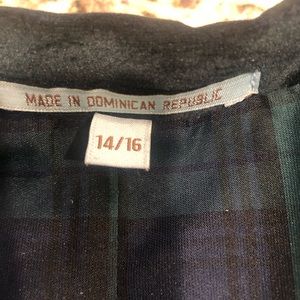 MADE IN DOMINICAN REPUBLIC
14/16